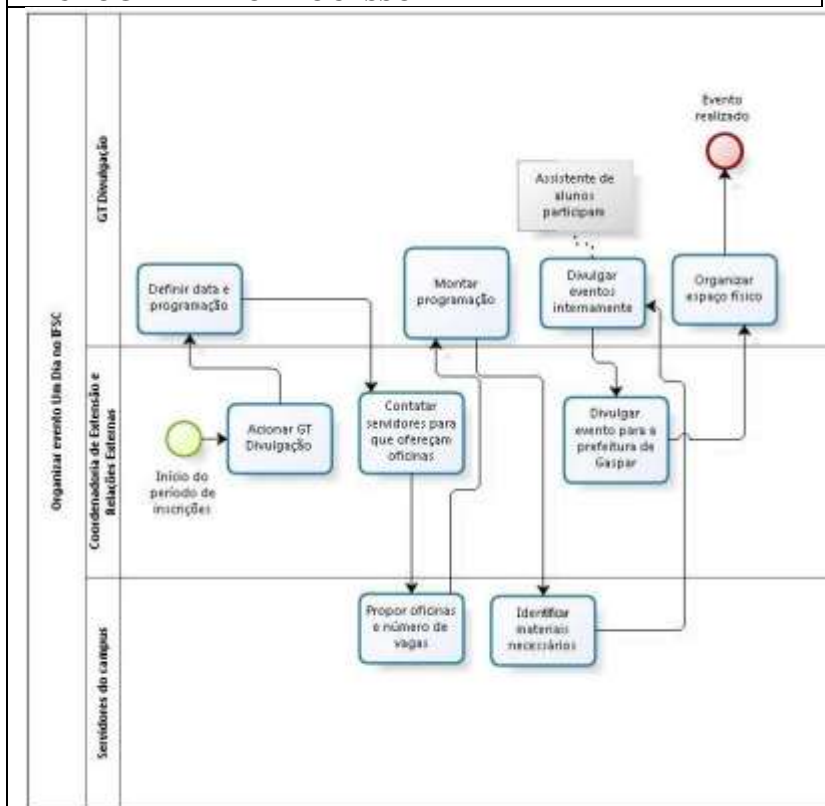 Organizar evento Um Dia no IFSC
GT Divulgação
Evento
realizado
Assistente de
alunos
participam
Definir data e
programação
Montar
programação
Divulgar
eventos
internamente
Organizar
espaço físico
Coordenadoria de Extensão e
Relações Externas
Início do
período de
inscrições
Acionar GT
Divulgação
Contatar
servidores para
que ofereçam
oficinas
Divulgar
evento para a
prefeitura de
Gaspar
Servidores do campus
Propor oficinas
e número de
vagas
Identificar
materiais
necessários